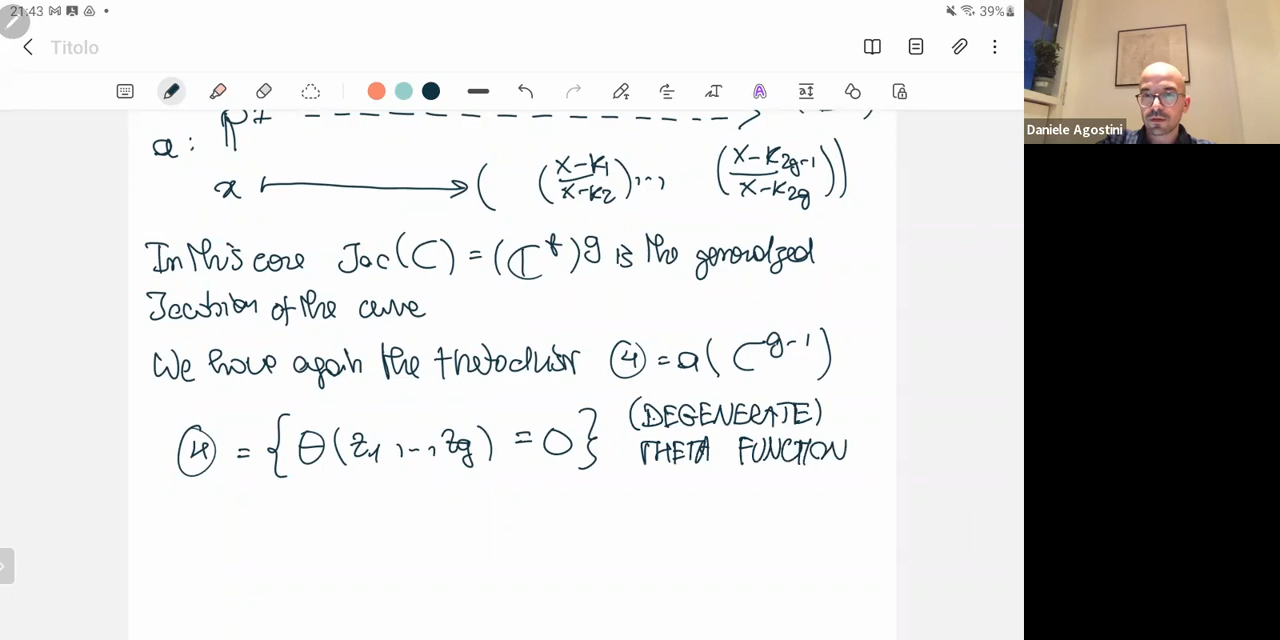 21:43
39%
Titolo
Daniele Agostini
a: P¹ - - - - - - - - - - - ->
x ⟼ ( (x-k₁ / x-k₂), ..., (x-k₂g₋₁ / x-k₂g))
In this case Jac(C) = (ℂ*)^g is the generalized
Jacobian of the curve
We have again the theta divisor Ⓗ = a(C^{g-1})
Ⓗ = {θ(z₁, ..., zg) = 0} (DEGENERATE)
THETA FUNCTION